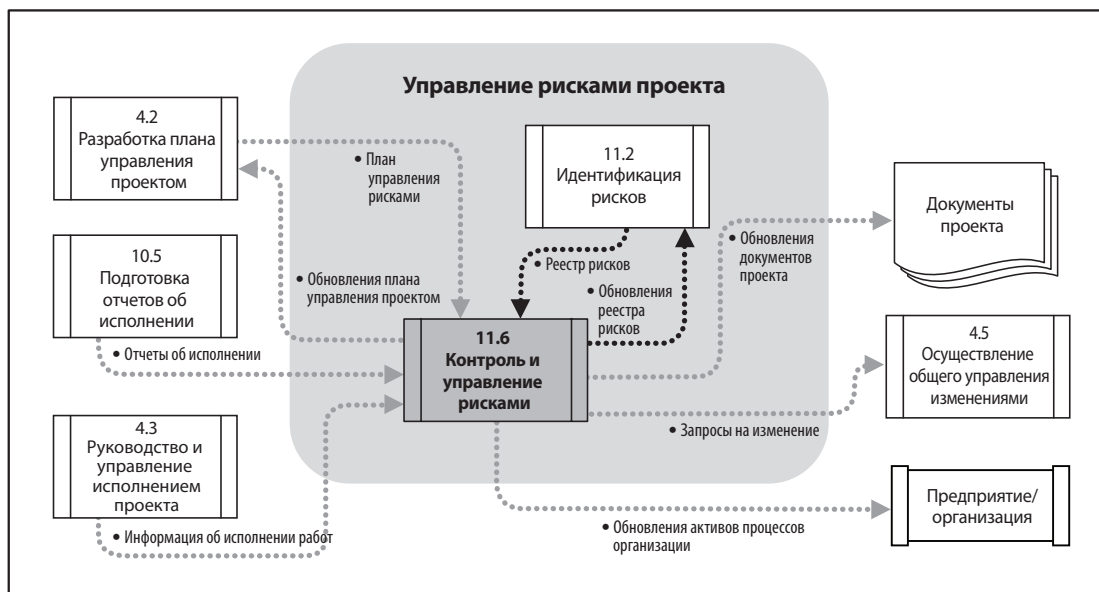 Управление рисками проекта
4.2
Разработка плана
управления
проектом
• План
управления
рисками
11.2
Идентификация
рисков
Документы
проекта
• Обновления
документов
проекта
10.5
Подготовка
отчетов об
исполнении
• Обновления плана
управления проектом
• Реестр рисков
• Обновления
реестра
рисков
• Отчеты об исполнении
11.6
Контроль и
управление
рисками
4.5
Осуществление
общего управления
изменениями
• Запросы на изменение
4.3
Руководство и
управление
исполнением
проекта
• Информация об исполнении работ
Предприятие/
организация
• Обновления активов процессов
организации